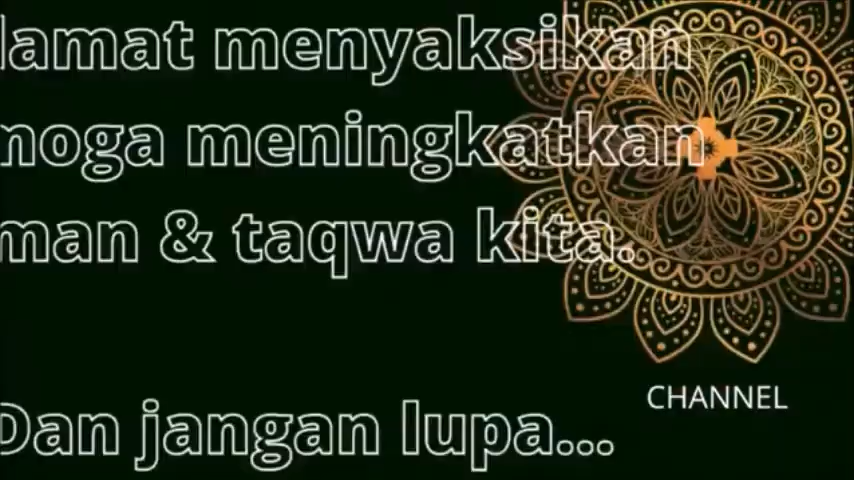 lamat menyaksikan
moga meningkatkan
man & taqwa kita.
Dan jangan lupa...
CHANNEL